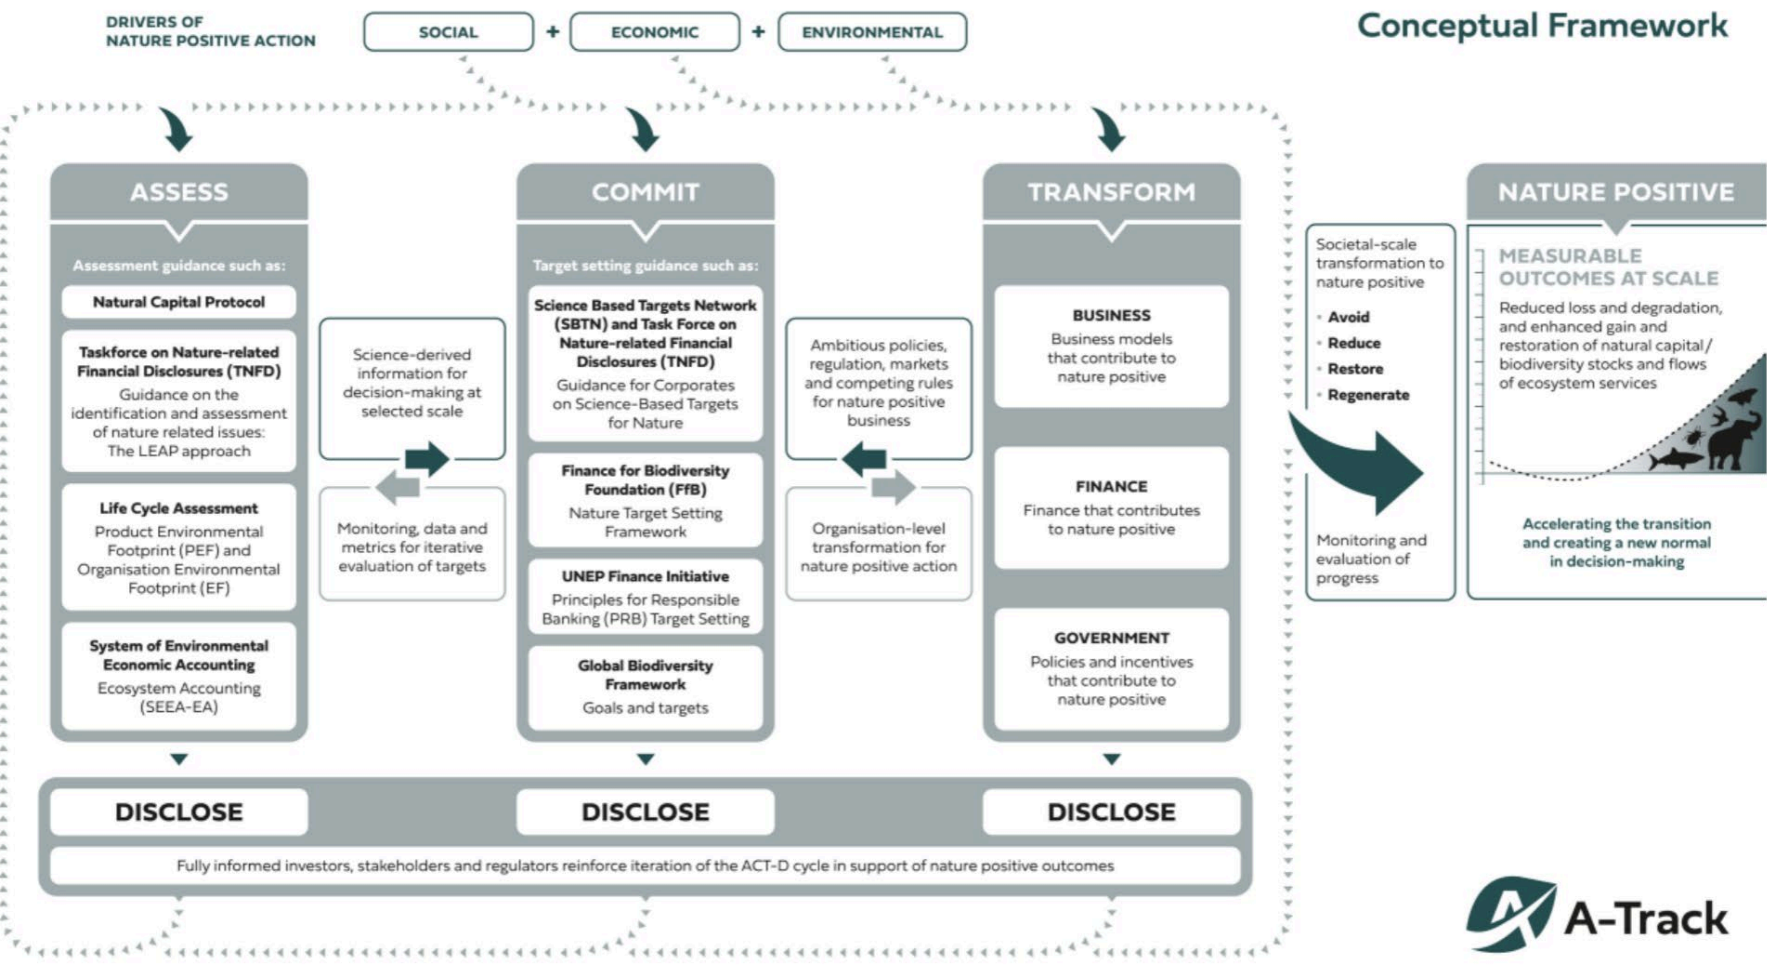 DRIVERS OF
NATURE POSITIVE ACTION
SOCIAL
+
ECONOMIC
+
ENVIRONMENTAL
Conceptual Framework
ASSESS
Assessment guidance such as:
Natural Capital Protocol
Taskforce on Nature-related
Financial Disclosures (TNFD)
Guidance on the
identification and assessment
of nature related issues:
The LEAP approach
Life Cycle Assessment
Product Environmental
Footprint (PEF) and
Organisation Environmental
Footprint (EF)
System of Environmental
Economic Accounting
Ecosystem Accounting
(SEEA-EA)
Science-derived
information for
decision-making at
selected scale
Monitoring, data and
metrics for iterative
evaluation of targets
COMMIT
Target setting guidance such as:
Science Based Targets Network
(SBTN) and Task Force on
Nature-related Financial
Disclosures (TNFD)
Guidance for Corporates
on Science-Based Targets
for Nature
Finance for Biodiversity
Foundation (FfB)
Nature Target Setting
Framework
UNEP Finance Initiative
Principles for Responsible
Banking (PRB) Target Setting
Global Biodiversity
Framework
Goals and targets
Ambitious policies,
regulation, markets
and competing rules
for nature positive
business
Organisation-level
transformation for
nature positive action
TRANSFORM
BUSINESS
Business models
that contribute to
nature positive
FINANCE
Finance that contributes
to nature positive
GOVERNMENT
Policies and incentives
that contribute to
nature positive
Societal-scale
transformation to
nature positive
• Avoid
• Reduce
• Restore
• Regenerate
Monitoring and
evaluation of
progress
NATURE POSITIVE
MEASURABLE
OUTCOMES AT SCALE
Reduced loss and degradation,
and enhanced gain and
restoration of natural capital/
biodiversity stocks and flows
of ecosystem services
Accelerating the transition
and creating a new normal
in decision-making
DISCLOSE
DISCLOSE
DISCLOSE
Fully informed investors, stakeholders and regulators reinforce iteration of the ACT-D cycle in support of nature positive outcomes
A-Track